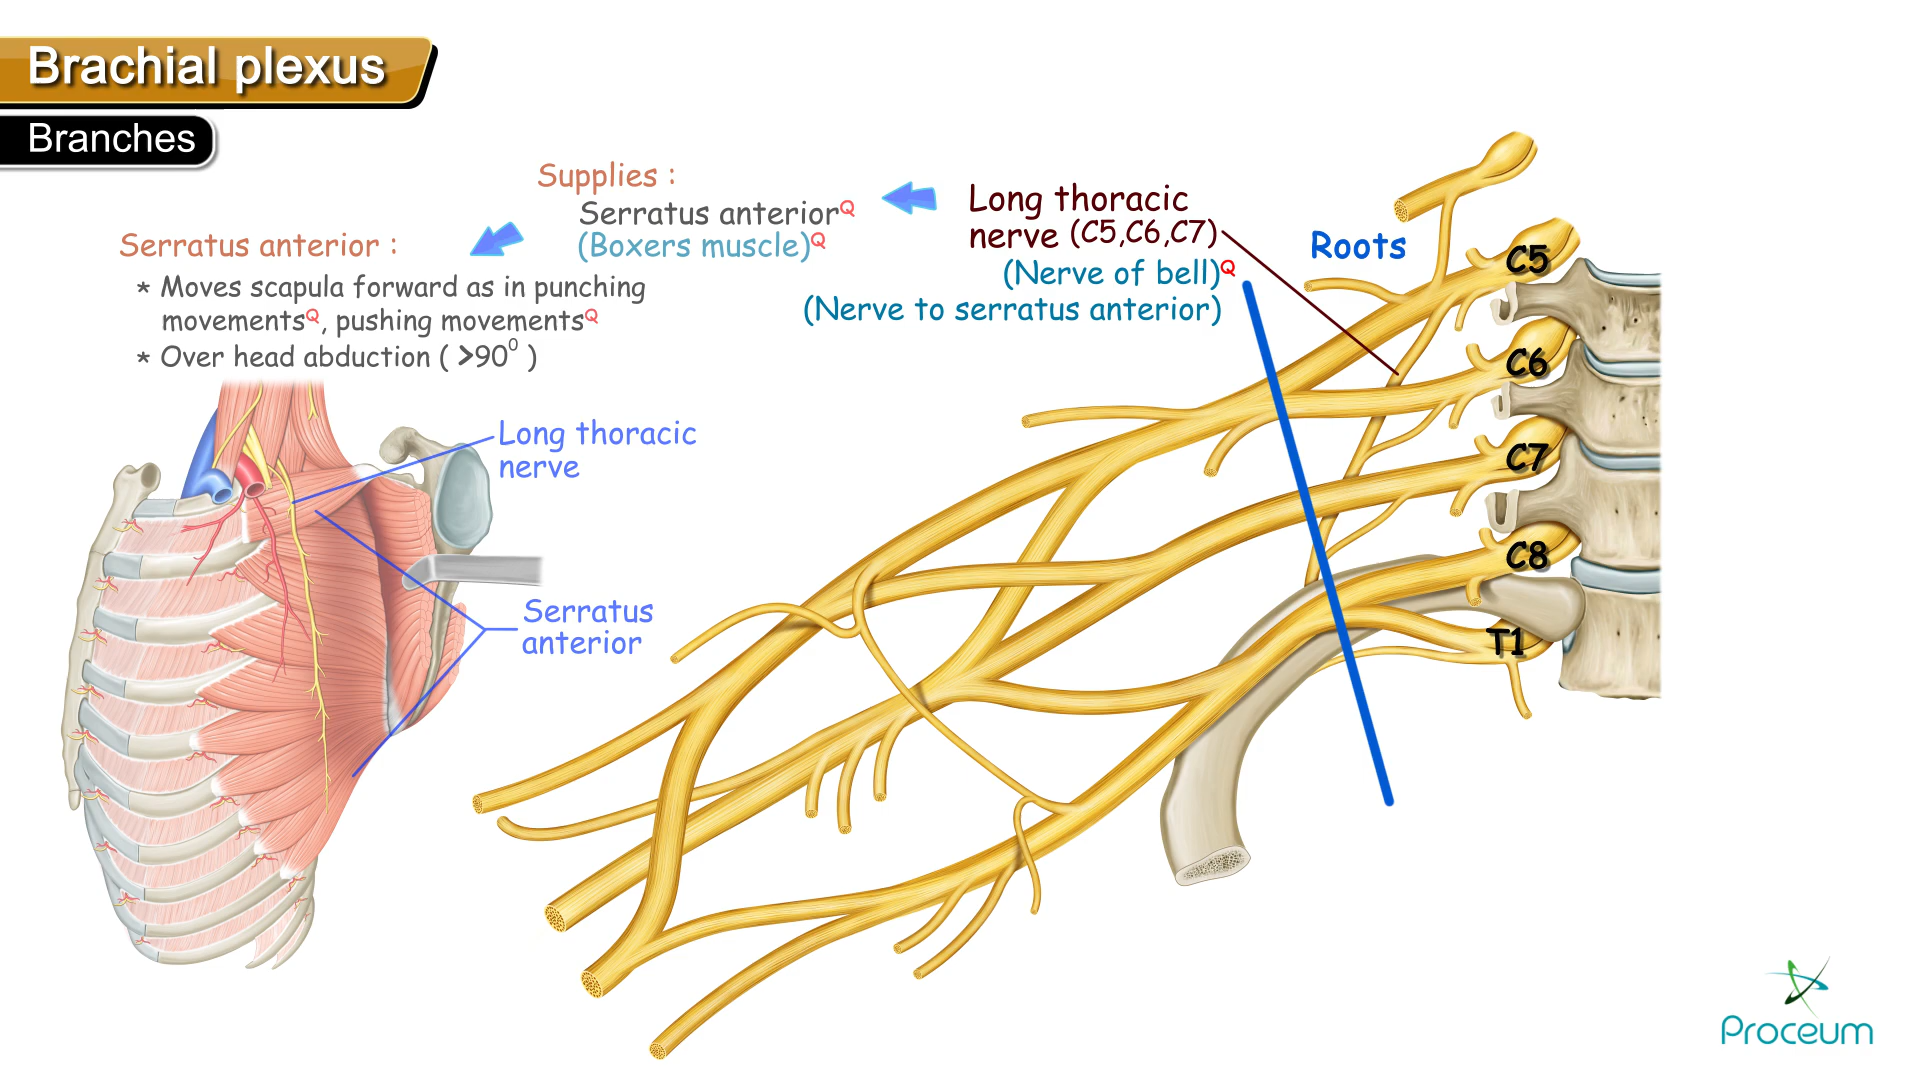 Brachial plexus
Branches
Supplies :
Serratus anteriorQ
(Boxers muscle)Q
Long thoracic
nerve (C5,C6,C7)
(Nerve of bell)Q
(Nerve to serratus anterior)
Serratus anterior :
* Moves scapula forward as in punching
movementsQ, pushing movementsQ
* Over head abduction ( >90⁰ )
Long thoracic
nerve
Serratus
anterior
Roots
C5
C6
C7
C8
T1
Proceum